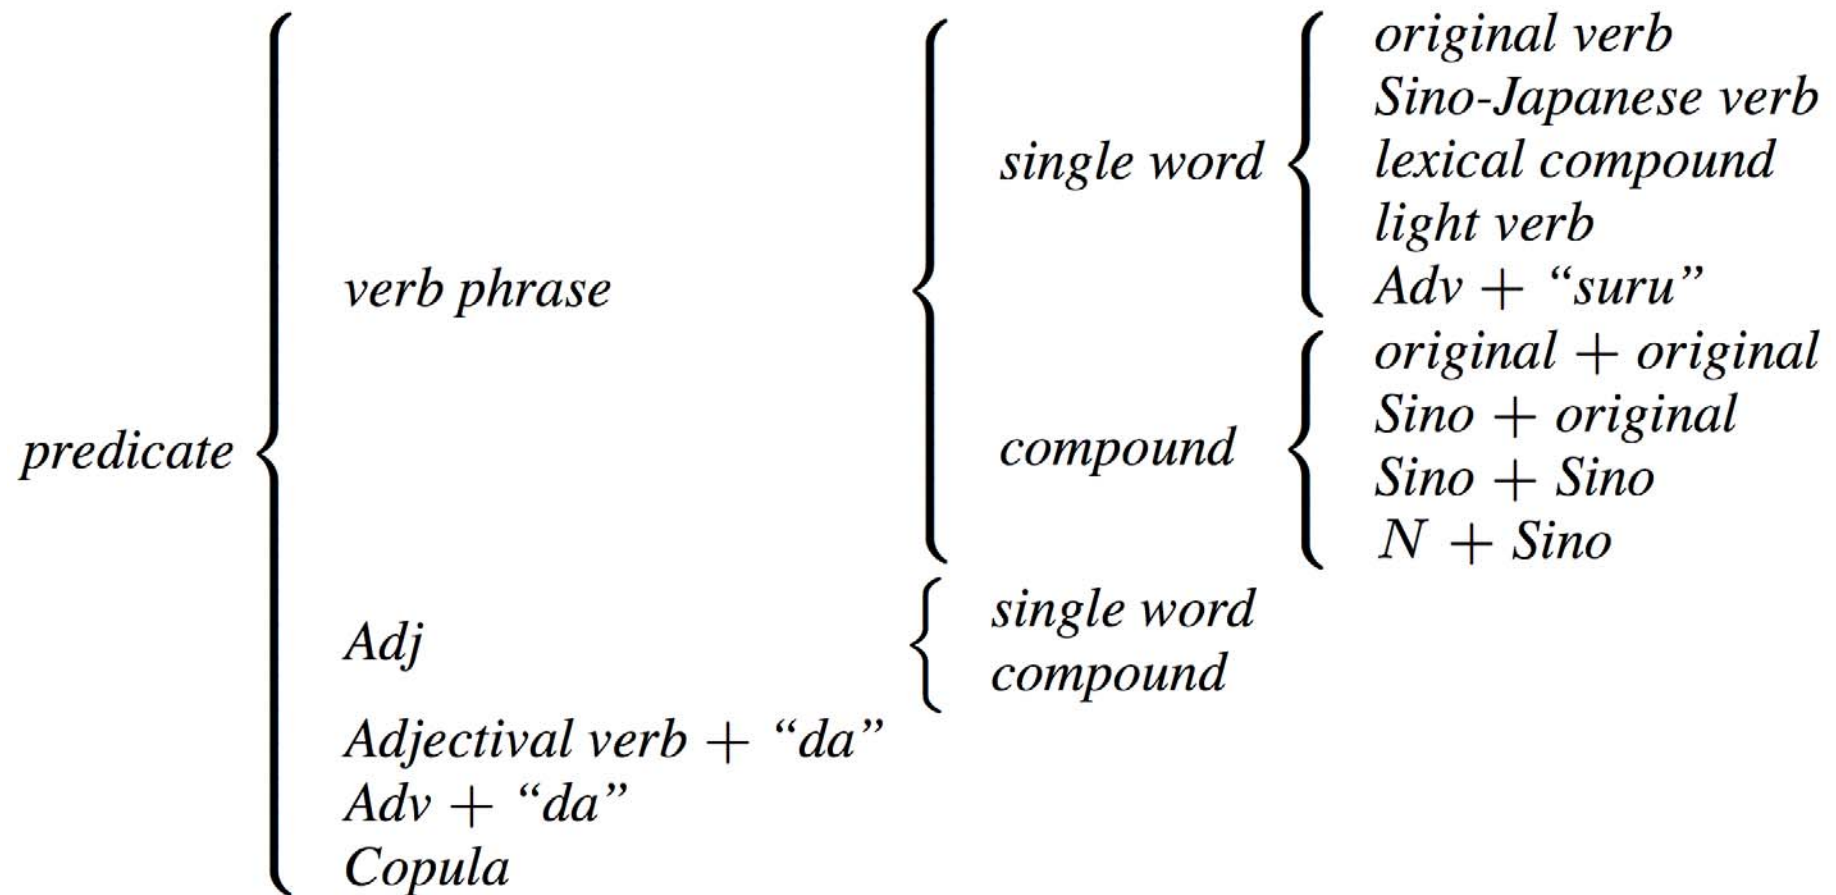 predicate
verb phrase
single word
original verb
Sino-Japanese verb
lexical compound
light verb
Adv + “suru”
compound
original + original
Sino + original
Sino + Sino
N + Sino
Adj
single word
compound
Adjectival verb + “da”
Adv + “da”
Copula